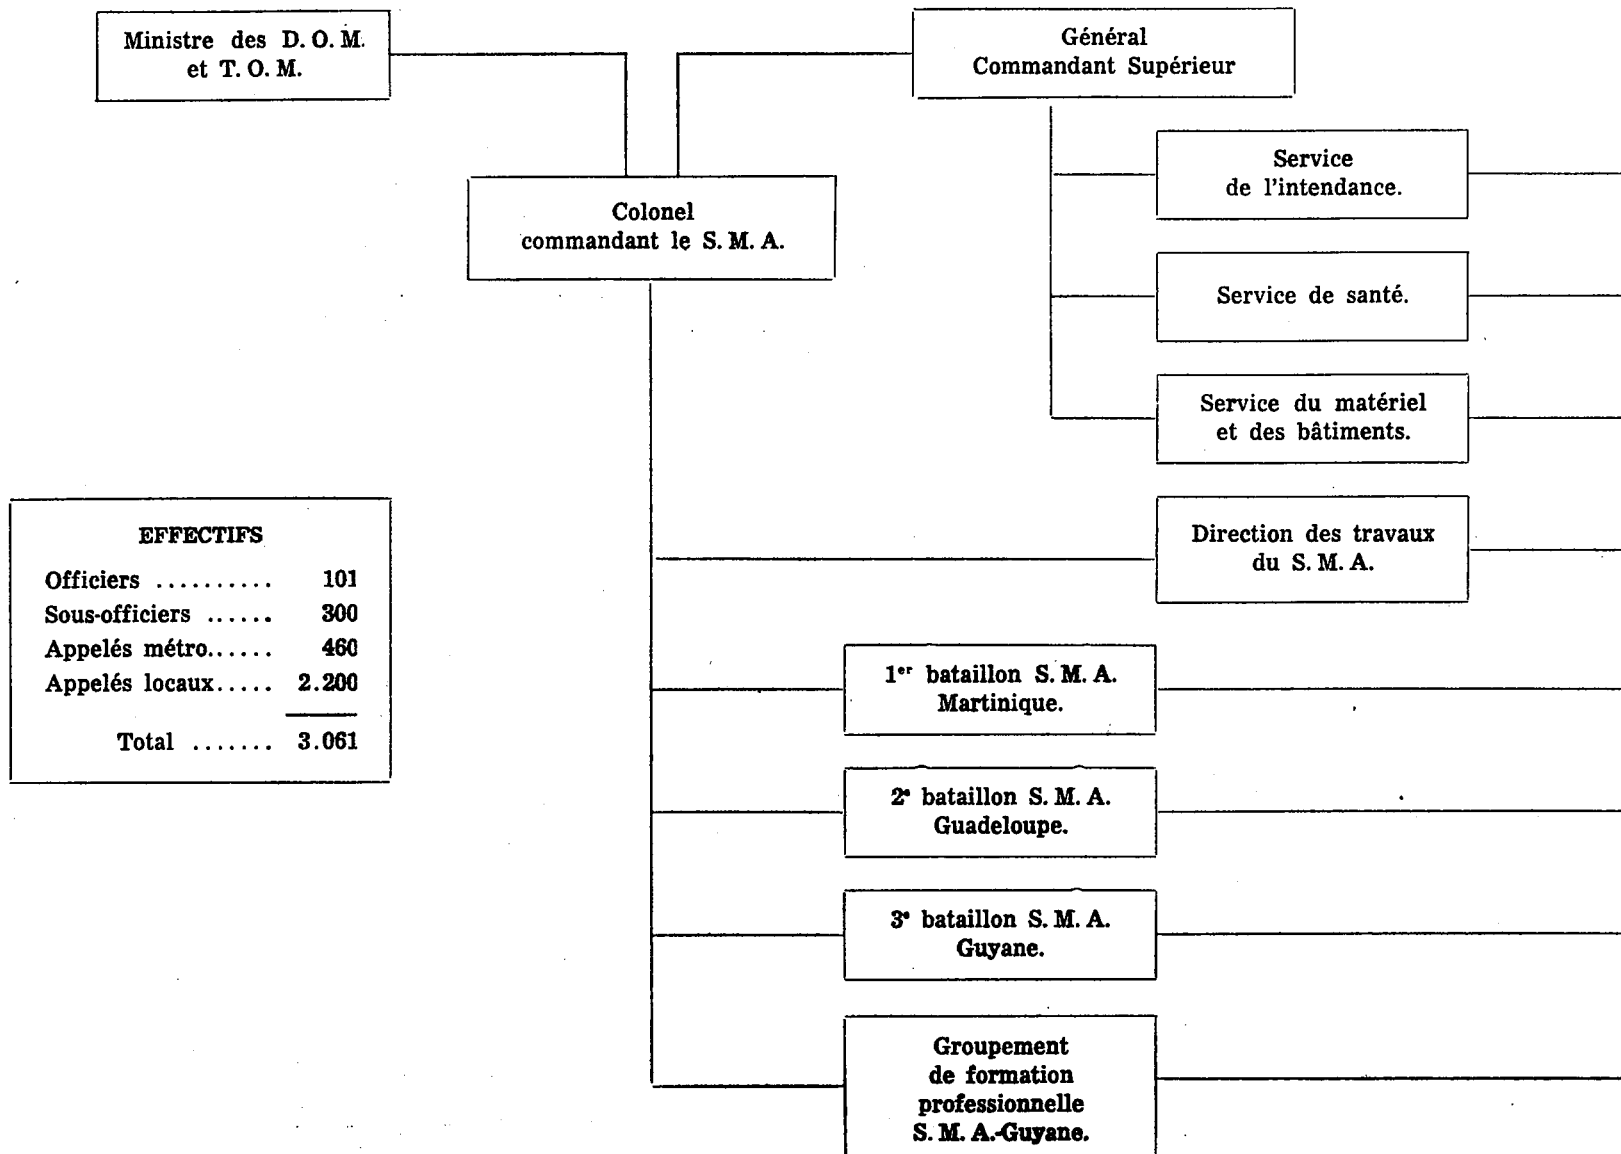 Ministre des D. O. M.
et T. O. M.
Général
Commandant Supérieur
Service
de l'intendance.
Colonel
commandant le S. M. A.
Service de santé.
Service du matériel
et des bâtiments.
Direction des travaux
du S. M. A.
EFFECTIFS
Officiers .......... 101
Sous-officiers ...... 300
Appelés métro...... 460
Appelés locaux..... 2.200
Total ....... 3.061
1er bataillon S. M. A.
Martinique.
2e bataillon S. M. A.
Guadeloupe.
3e bataillon S. M. A.
Guyane.
Groupement
de formation
professionnelle
S. M. A.-Guyane.